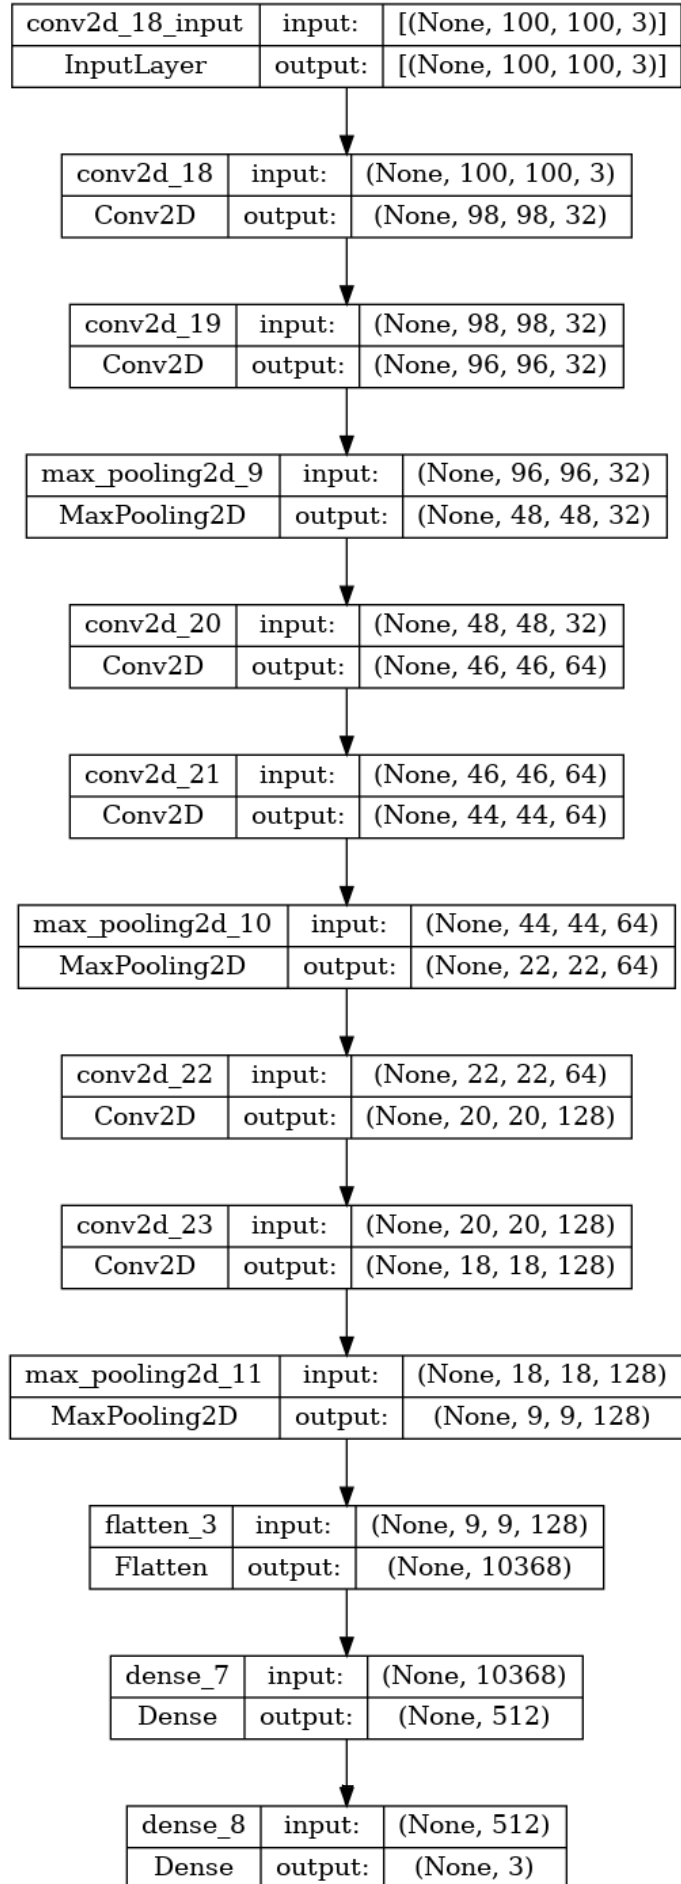 conv2d_18_input input: [(None, 100, 100, 3)]
InputLayer output: [(None, 100, 100, 3)]
conv2d_18 input: (None, 100, 100, 3)
Conv2D output: (None, 98, 98, 32)
conv2d_19 input: (None, 98, 98, 32)
Conv2D output: (None, 96, 96, 32)
max_pooling2d_9 input: (None, 96, 96, 32)
MaxPooling2D output: (None, 48, 48, 32)
conv2d_20 input: (None, 48, 48, 32)
Conv2D output: (None, 46, 46, 64)
conv2d_21 input: (None, 46, 46, 64)
Conv2D output: (None, 44, 44, 64)
max_pooling2d_10 input: (None, 44, 44, 64)
MaxPooling2D output: (None, 22, 22, 64)
conv2d_22 input: (None, 22, 22, 64)
Conv2D output: (None, 20, 20, 128)
conv2d_23 input: (None, 20, 20, 128)
Conv2D output: (None, 18, 18, 128)
max_pooling2d_11 input: (None, 18, 18, 128)
MaxPooling2D output: (None, 9, 9, 128)
flatten_3 input: (None, 9, 9, 128)
Flatten output: (None, 10368)
dense_7 input: (None, 10368)
Dense output: (None, 512)
dense_8 input: (None, 512)
Dense output: (None, 3)